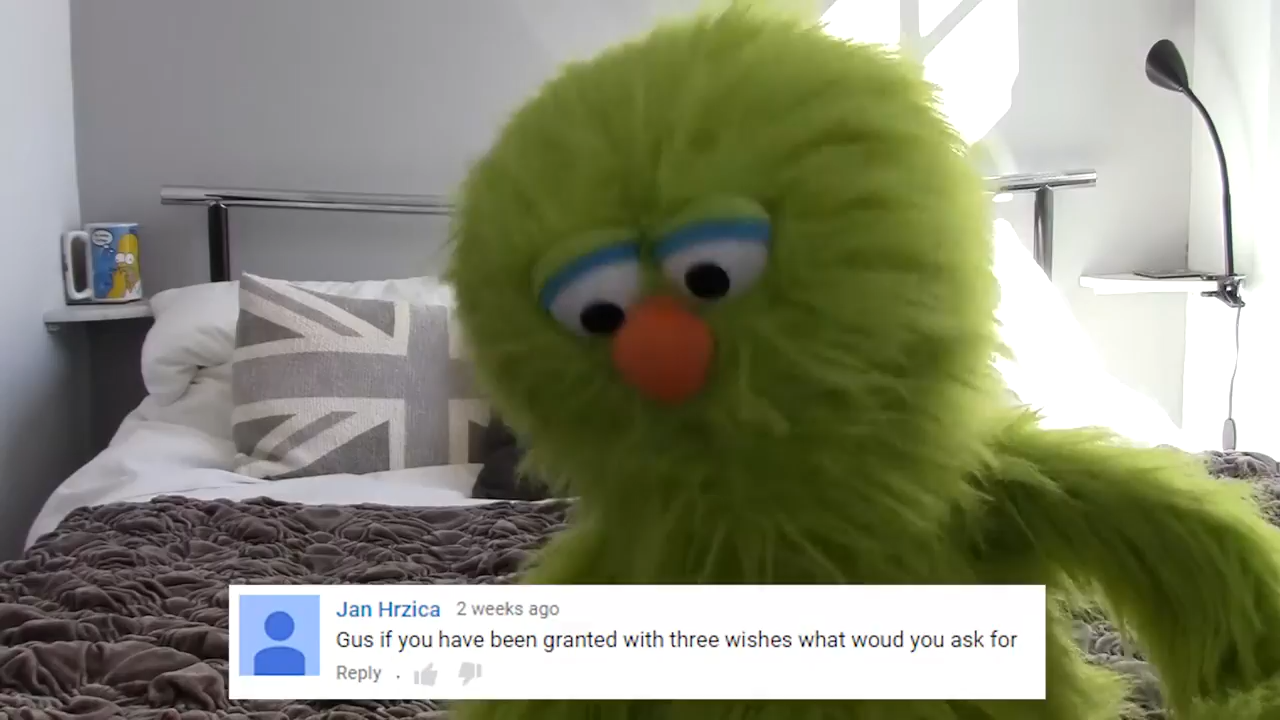 Jan Hrzica 2 weeks ago
Gus if you have been granted with three wishes what woud you ask for
Reply .